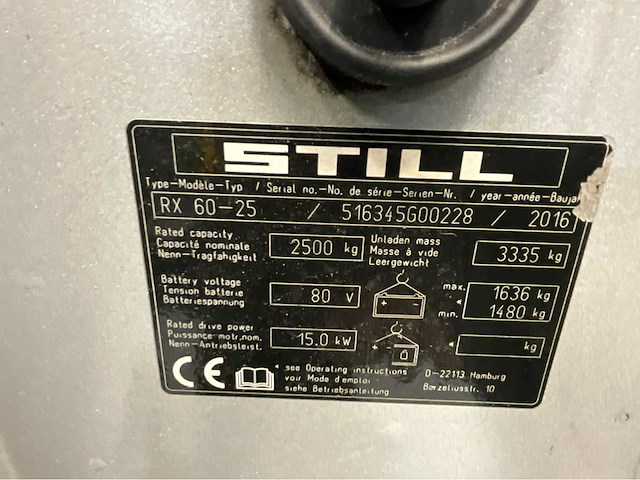 STILL
Type-Modèle-Typ / Serial no.-No. de série-Serien-Nr. / year-année-Baujah
RX 60-25 / 516345G00228 / 2016
Rated capacity
Capacité nominale
Nenn-Tragfähigkeit
2500 kg
Unladen mass
Masse à vide
Leergewicht
3335 kg
Battery voltage
Tension batterie
Batteriespannung
80 V
max. 1636 kg
min. 1480 kg
Rated drive power
Puissance-motr.nom.
Nenn-Antriebsleist.
15.0 kW
kg
CE
see Operating instructions
voir Mode d'emploi
siehe Betriebsanleitung
D-22113 Hamburg
Berzeliusstr. 10